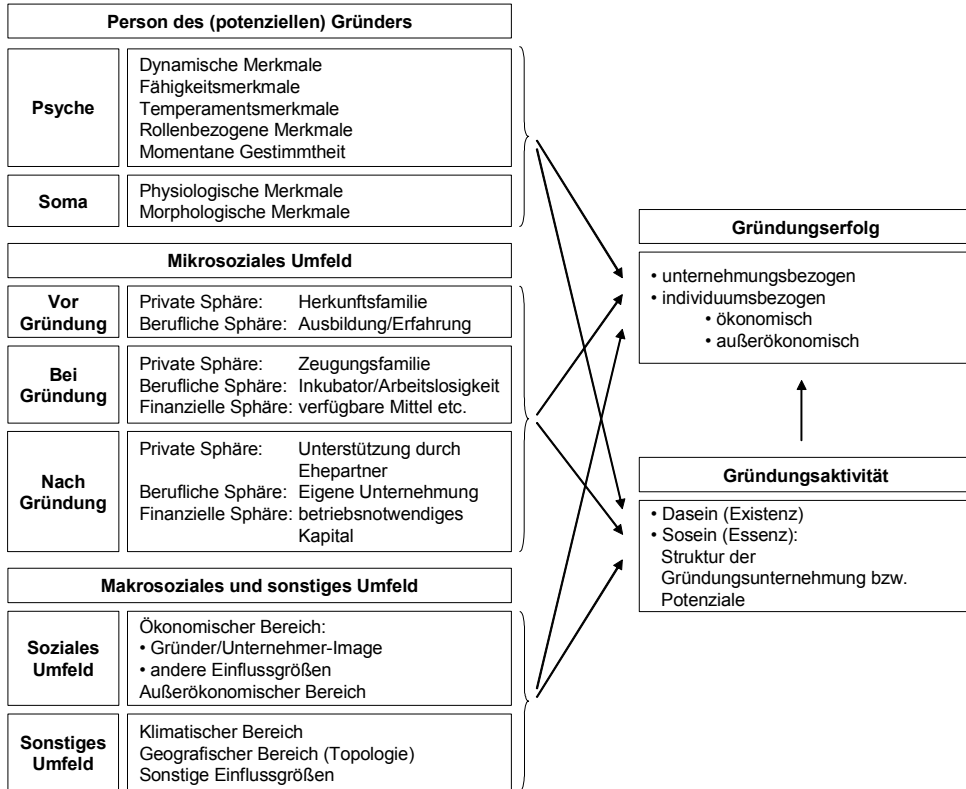 Person des (potenziellen) Gründers
Psyche
Dynamische Merkmale
Fähigkeitsmerkmale
Temperamentsmerkmale
Rollenbezogene Merkmale
Momentane Gestimmtheit
Soma
Physiologische Merkmale
Morphologische Merkmale
Mikrosoziales Umfeld
Vor
Gründung
Private Sphäre: Herkunftsfamilie
Berufliche Sphäre: Ausbildung/Erfahrung
Bei
Gründung
Private Sphäre: Zeugungsfamilie
Berufliche Sphäre: Inkubator/Arbeitslosigkeit
Finanzielle Sphäre: verfügbare Mittel etc.
Nach
Gründung
Private Sphäre: Unterstützung durch
Ehepartner
Berufliche Sphäre: Eigene Unternehmung
Finanzielle Sphäre: betriebsnotwendiges
Kapital
Makrosoziales und sonstiges Umfeld
Soziales
Umfeld
Ökonomischer Bereich:
• Gründer/Unternehmer-Image
• andere Einflussgrößen
Außerökonomischer Bereich
Sonstiges
Umfeld
Klimatischer Bereich
Geografischer Bereich (Topologie)
Sonstige Einflussgrößen
Gründungserfolg
• unternehmungsbezogen
• individuumsbezogen
• ökonomisch
• außerökonomisch
Gründungsaktivität
• Dasein (Existenz)
• Sosein (Essenz):
Struktur der
Gründungsunternehmung bzw.
Potenziale